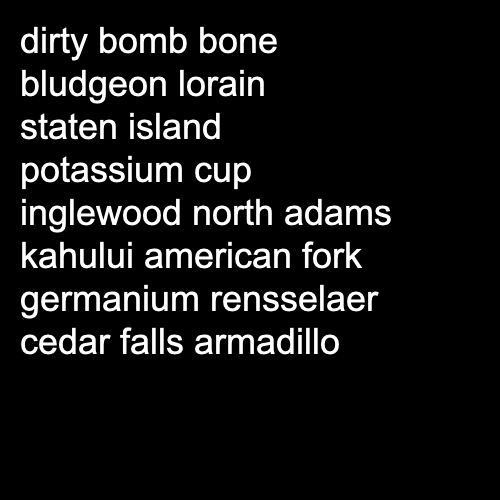 dirty bomb bone
bludgeon lorain
staten island
potassium cup
inglewood north adams
kahului american fork
germanium rensselaer
cedar falls armadillo